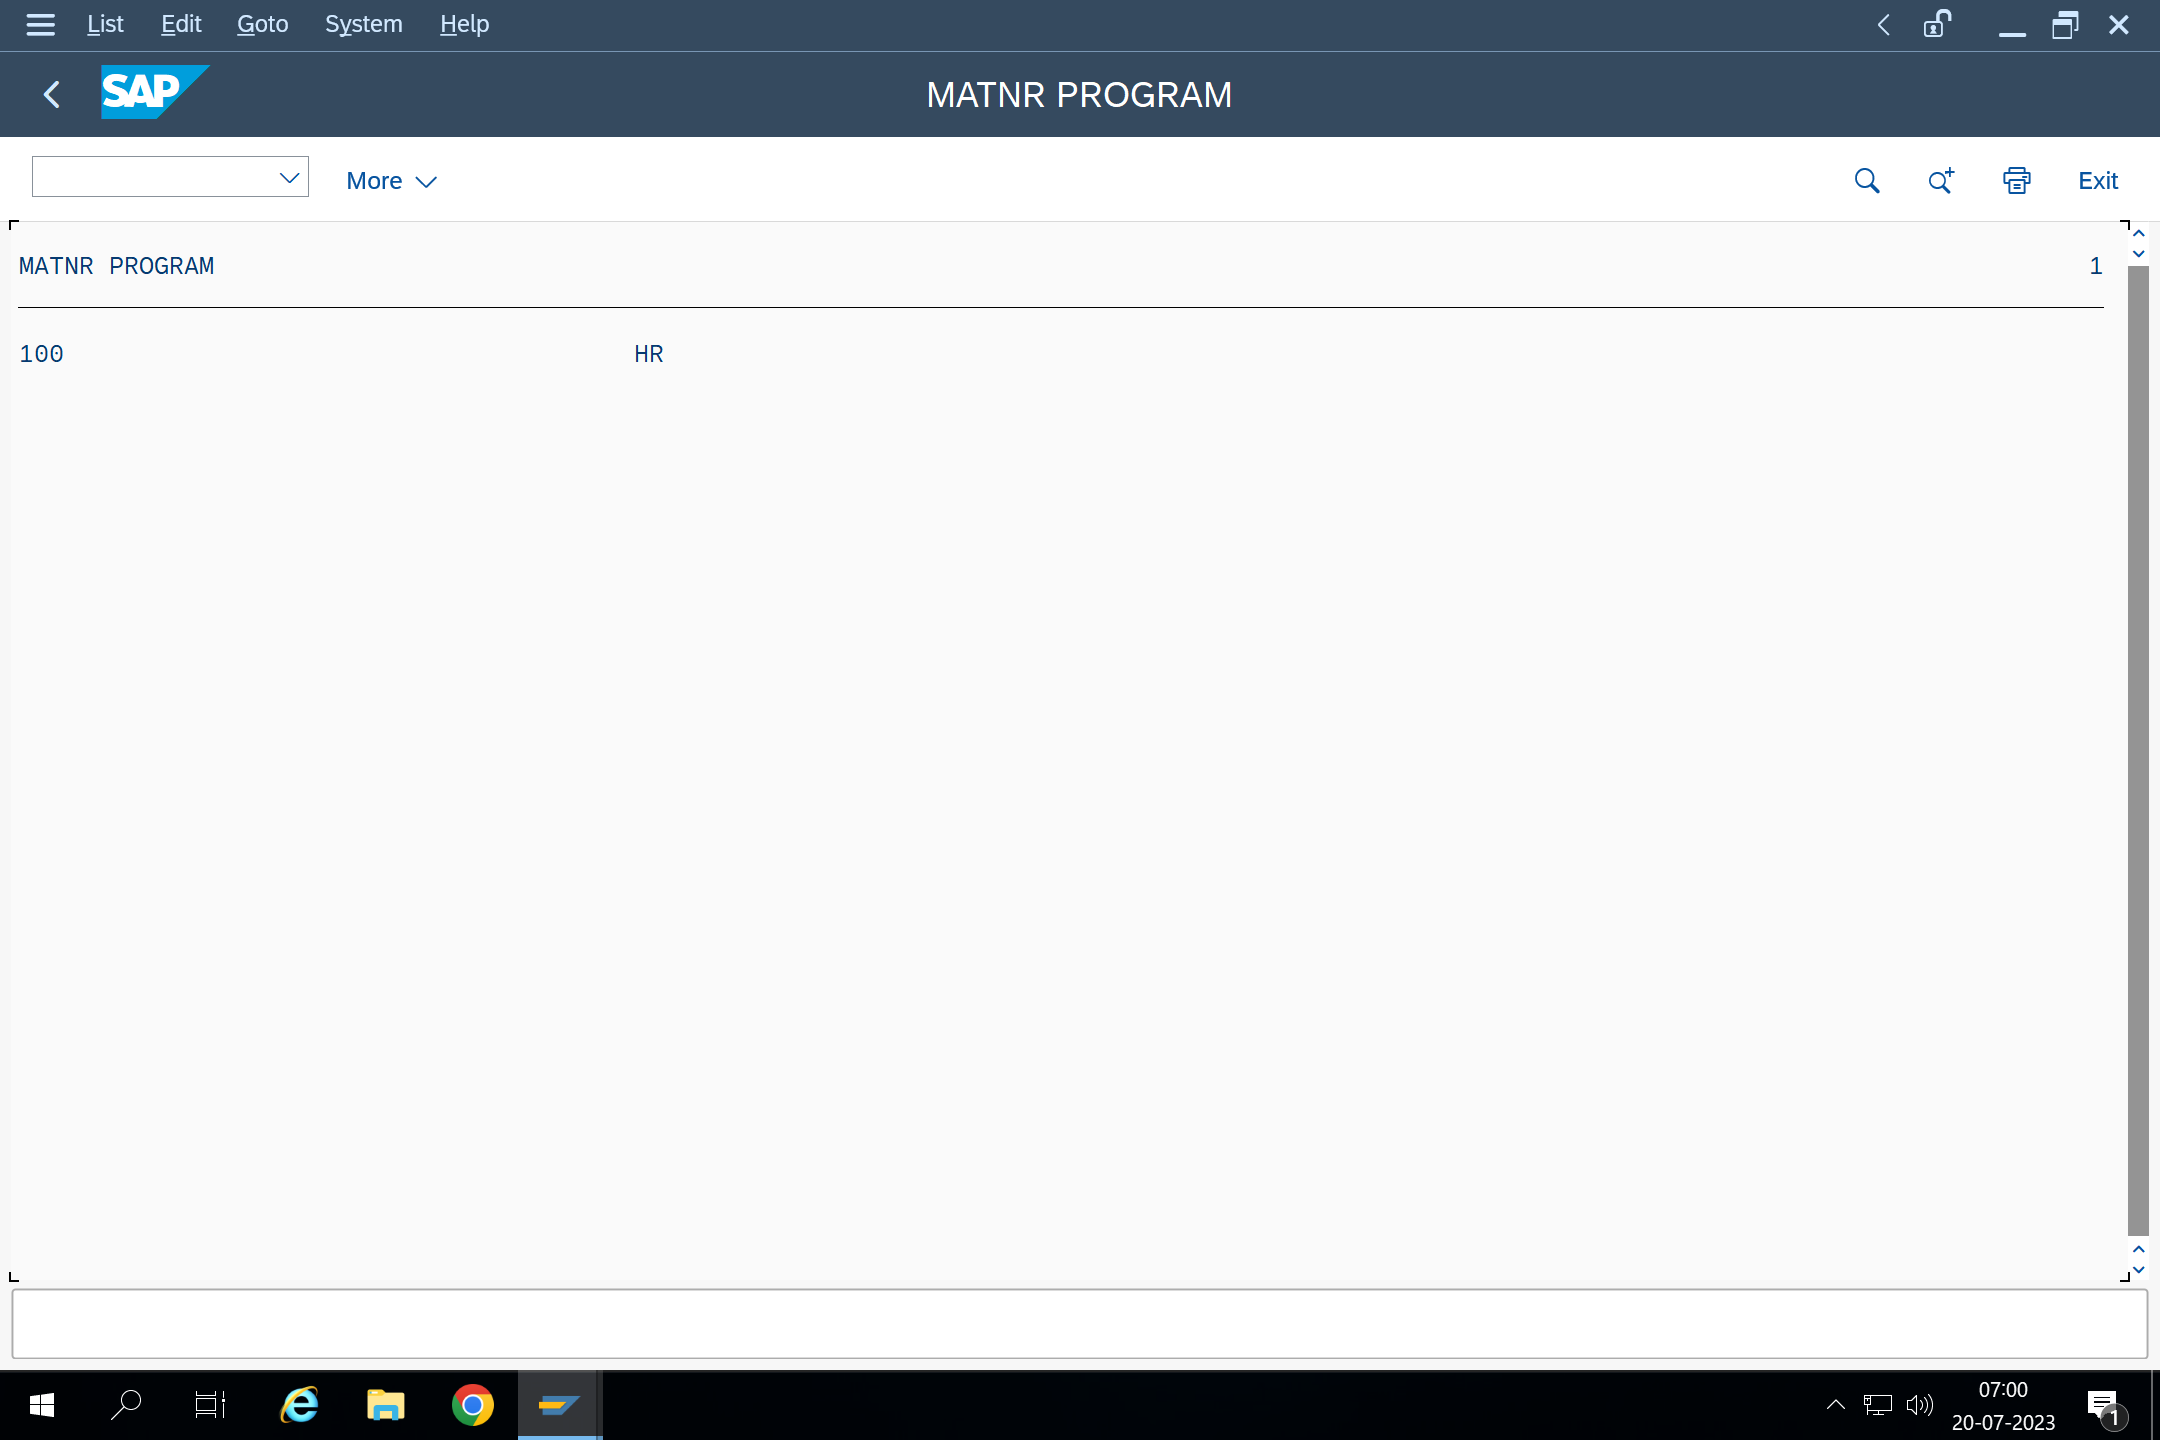 List Edit Goto System Help
SAP
MATNR PROGRAM
More
Exit
MATNR PROGRAM 1
100 HR
07:00
20-07-2023
1